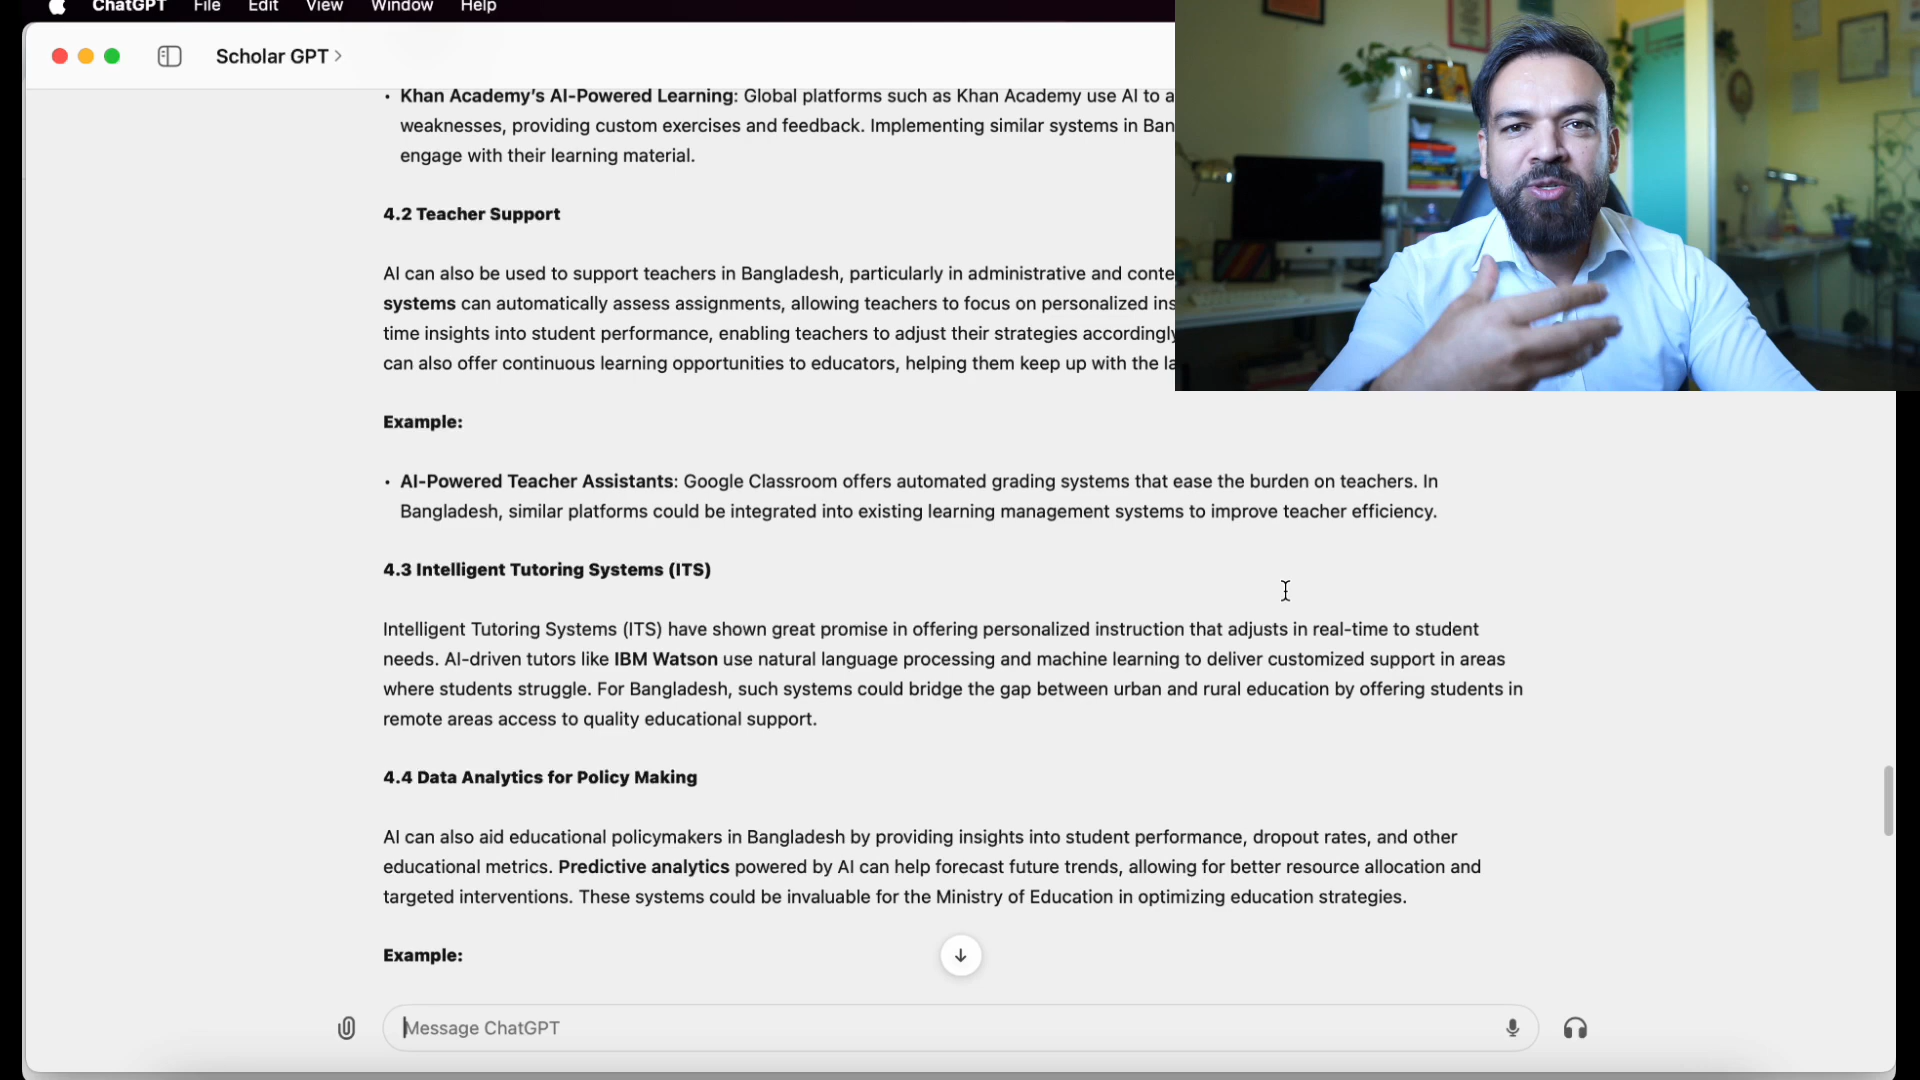 ChatGPT File Edit View Window Help
Scholar GPT
• Khan Academy’s AI-Powered Learning: Global platforms such as Khan Academy use AI to a
weaknesses, providing custom exercises and feedback. Implementing similar systems in Ban
engage with their learning material.
4.2 Teacher Support
AI can also be used to support teachers in Bangladesh, particularly in administrative and conte
systems can automatically assess assignments, allowing teachers to focus on personalized ins
time insights into student performance, enabling teachers to adjust their strategies accordingly
can also offer continuous learning opportunities to educators, helping them keep up with the la
Example:
• AI-Powered Teacher Assistants: Google Classroom offers automated grading systems that ease the burden on teachers. In
Bangladesh, similar platforms could be integrated into existing learning management systems to improve teacher efficiency.
4.3 Intelligent Tutoring Systems (ITS)
Intelligent Tutoring Systems (ITS) have shown great promise in offering personalized instruction that adjusts in real-time to student
needs. AI-driven tutors like IBM Watson use natural language processing and machine learning to deliver customized support in areas
where students struggle. For Bangladesh, such systems could bridge the gap between urban and rural education by offering students in
remote areas access to quality educational support.
4.4 Data Analytics for Policy Making
AI can also aid educational policymakers in Bangladesh by providing insights into student performance, dropout rates, and other
educational metrics. Predictive analytics powered by AI can help forecast future trends, allowing for better resource allocation and
targeted interventions. These systems could be invaluable for the Ministry of Education in optimizing education strategies.
Example:
Message ChatGPT